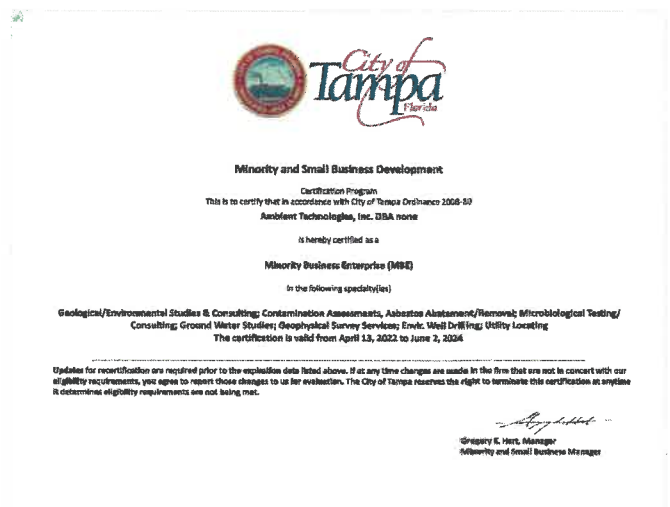 City of
Tampa
Florida
Minority and Small Business Development
Certification Program
This is to certify that in accordance with City of Tampa Ordinance 2008-89
Ambient Technologies, Inc. DBA none
is hereby certified as a
Minority Business Enterprise (MBE)
in the following specialty(ies)
Geological/Environmental Studies & Consulting; Contamination Assessments, Asbestos Abatement/Removal; Microbiological Testing/
Consulting; Ground Water Studies; Geophysical Survey Services; Envir. Well Drilling; Utility Locating
The certification is valid from April 13, 2022 to June 2, 2024
Updates for recertification are required prior to the expiration date listed above. If at any time changes are made in the firm that are not in concert with our
eligibility requirements, you agree to report those changes to us for evaluation. The City of Tampa reserves the right to terminate this certification at anytime
it determines eligibility requirements are not being met.
Gregory K. Hart, Manager
Minority and Small Business Manager